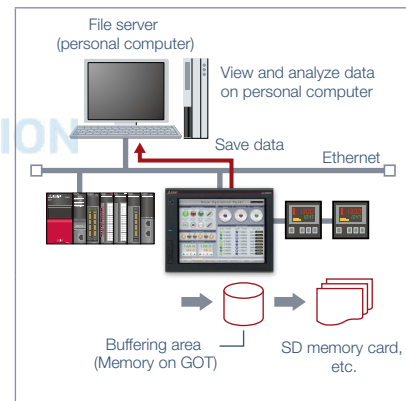 File server
(personal computer)
View and analyze data
on personal computer
ION
Save data
Ethernet
Buffering area
(Memory on GOT)
SD memory card,
etc.